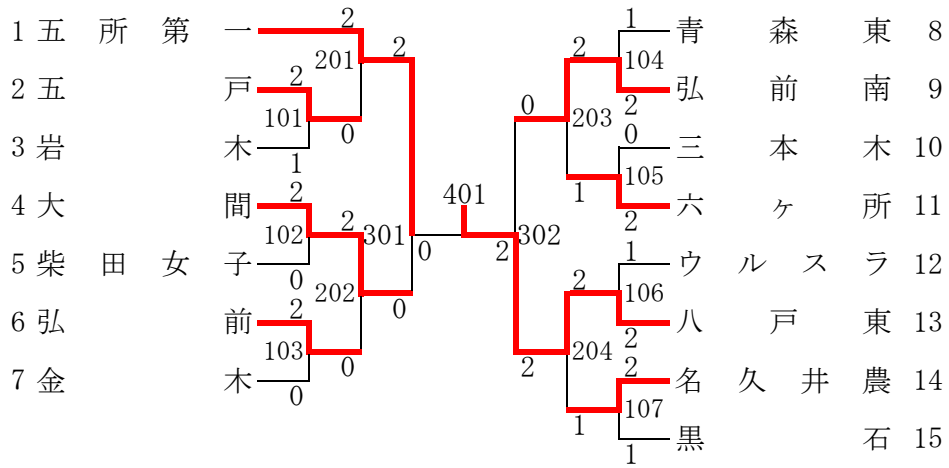 1 五所第一
2 五戸
3 岩木
4 大間
5 柴田女子
6 弘前
7 金木
2
201
2
2
101
0
1
2
102
2
301
0
202
0
2
103
0
0
401
0
2
302
0
2
1
104
2
203
0
105
1
2
1
2
106
2
204
2
2
107
1
1
青森東 8
弘前南 9
三本木 10
六ヶ所 11
ウルスラ 12
八戸東 13
名久井農 14
黒石 15